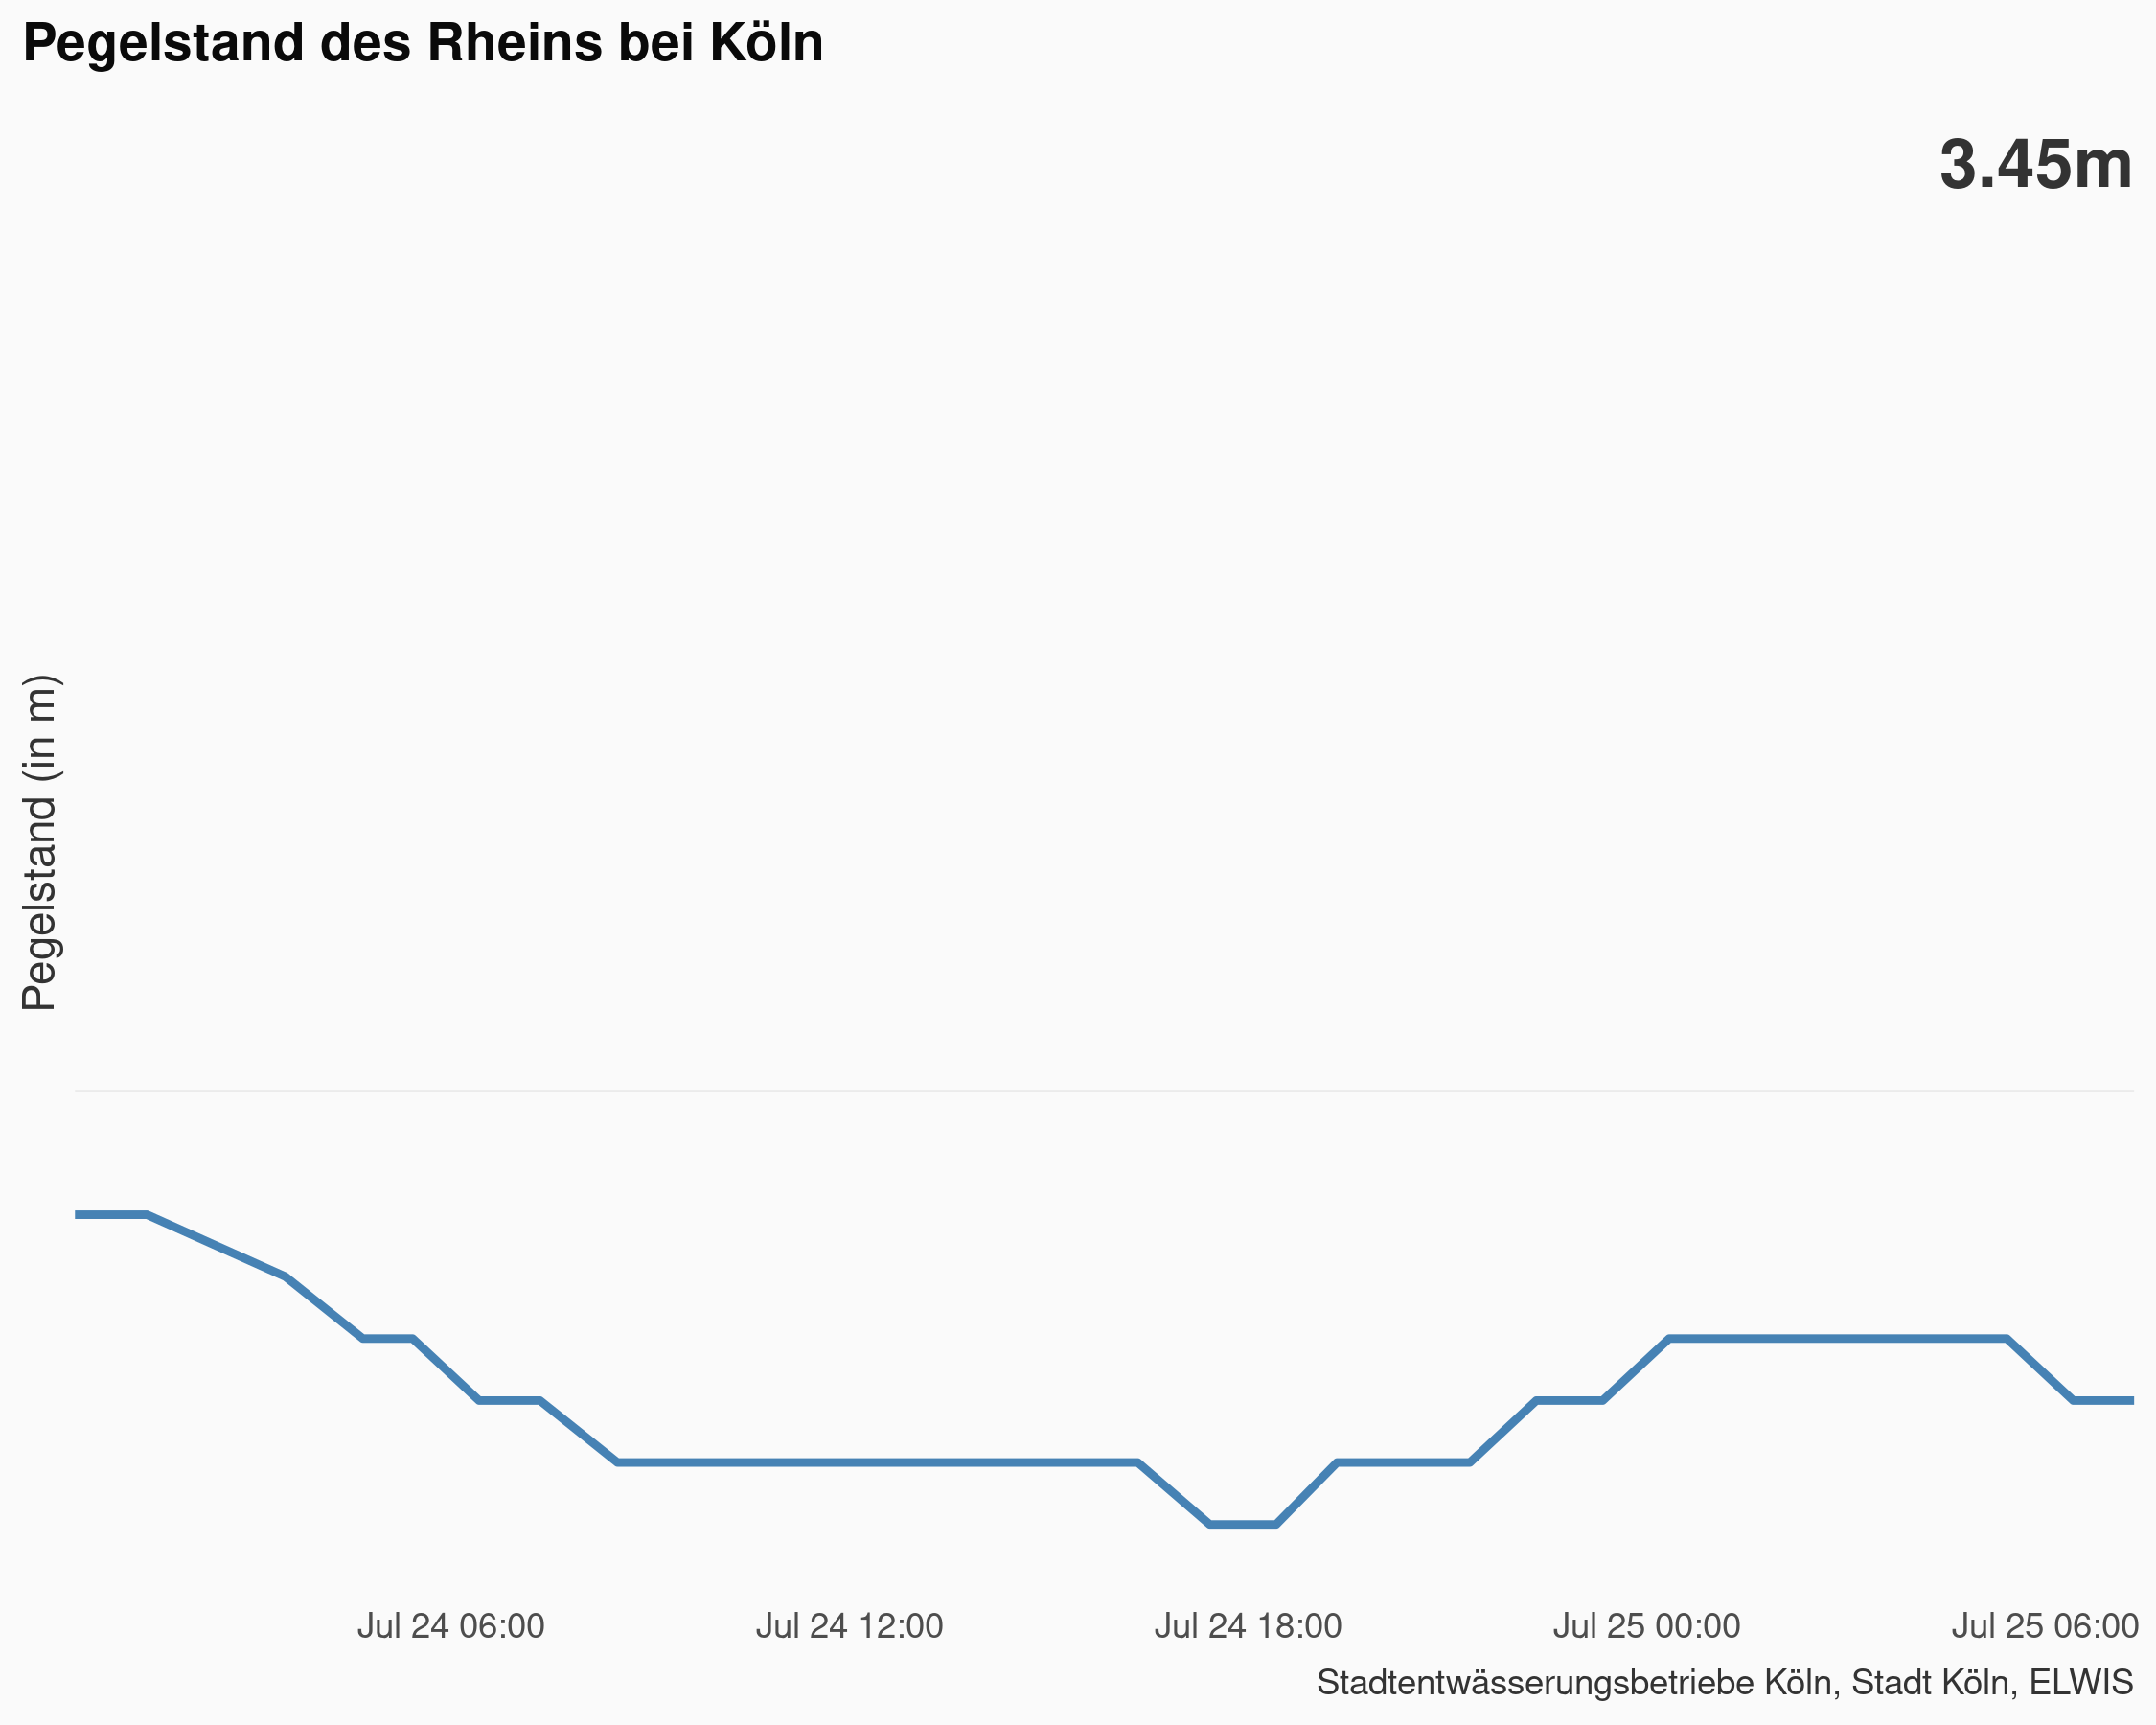 Pegelstand des Rheins bei Köln
3.45m
Pegelstand (in m)
Jul 24 06:00
Jul 24 12:00
Jul 24 18:00
Jul 25 00:00
Jul 25 06:00
Stadtentwässerungsbetriebe Köln, Stadt Köln, ELWIS